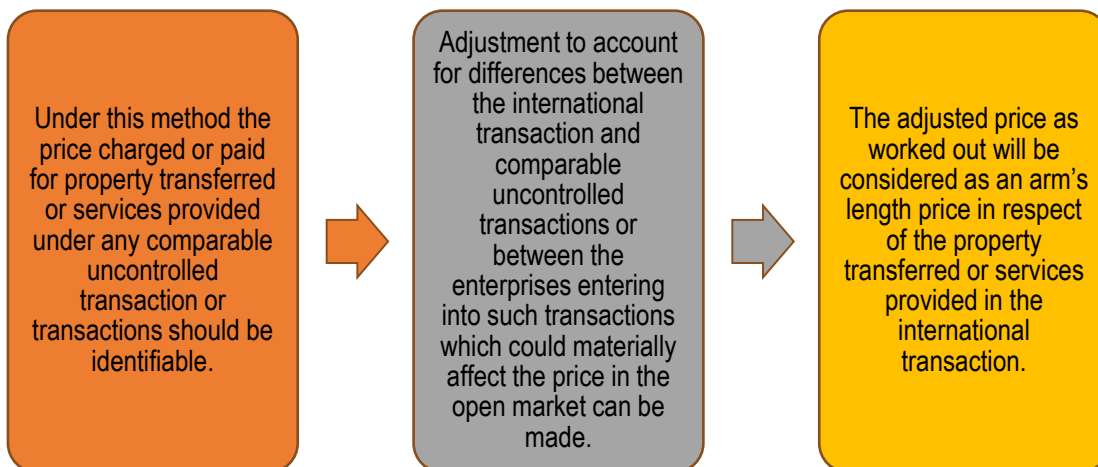 Under this method the
price charged or paid
for property transferred
or services provided
under any comparable
uncontrolled
transaction or
transactions should be
identifiable.
Adjustment to account
for differences between
the international
transaction and
comparable
uncontrolled
transactions or
between the
enterprises entering
into such transactions
which could materially
affect the price in the
open market can be
made.
The adjusted price as
worked out will be
considered as an arm's
length price in respect
of the property
transferred or services
provided in the
international
transaction.